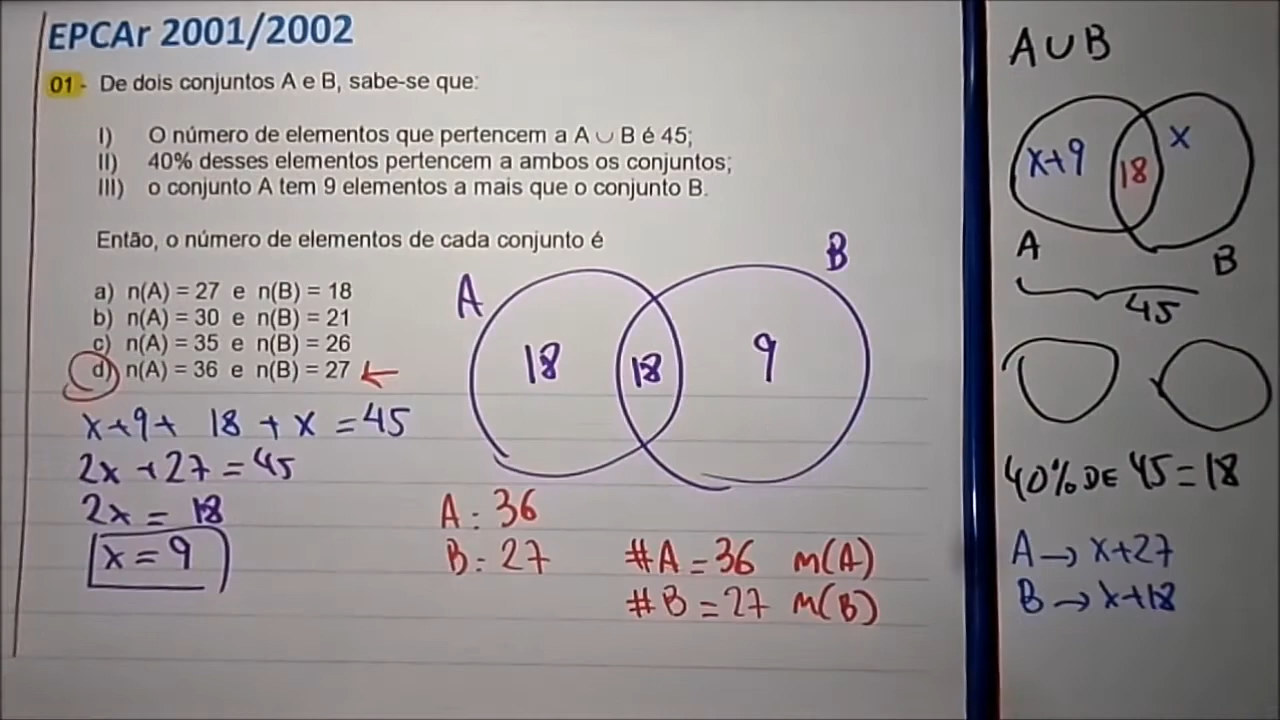 EPCAr 2001/2002
01 - De dois conjuntos A e B, sabe-se que:
I) O número de elementos que pertencem a A ∪ B é 45;
II) 40% desses elementos pertencem a ambos os conjuntos;
III) o conjunto A tem 9 elementos a mais que o conjunto B.
Então, o número de elementos de cada conjunto é
a) n(A) = 27 e n(B) = 18
b) n(A) = 30 e n(B) = 21
c) n(A) = 35 e n(B) = 26
d) n(A) = 36 e n(B) = 27
x+9+ 18 + x = 45
2x + 27 = 45
2x = 18
x = 9
A B
18 18 9
A: 36
B: 27
#A = 36 n(A)
#B = 27 n(B)
A ∪ B
x+9 18 x
A B
45
40% DE 45 = 18
A → x+27
B → x+18